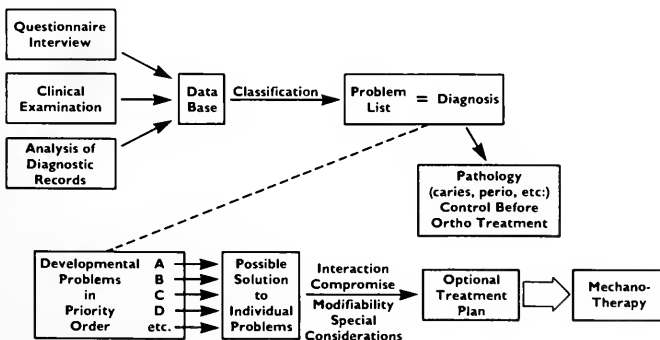 Questionnaire
Interview
Clinical
Examination
Analysis of
Diagnostic
Records
Data
Base
Classification
Problem
List = Diagnosis
Pathology
(caries, perio, etc:)
Control Before
Ortho Treatment
Developmental A
Problems B
in C
Priority D
Order etc.
Possible
Solution
to
Individual
Problems
Interaction
Compromise
Modifiability
Special
Considerations
Optional
Treatment
Plan
Mechano-
Therapy